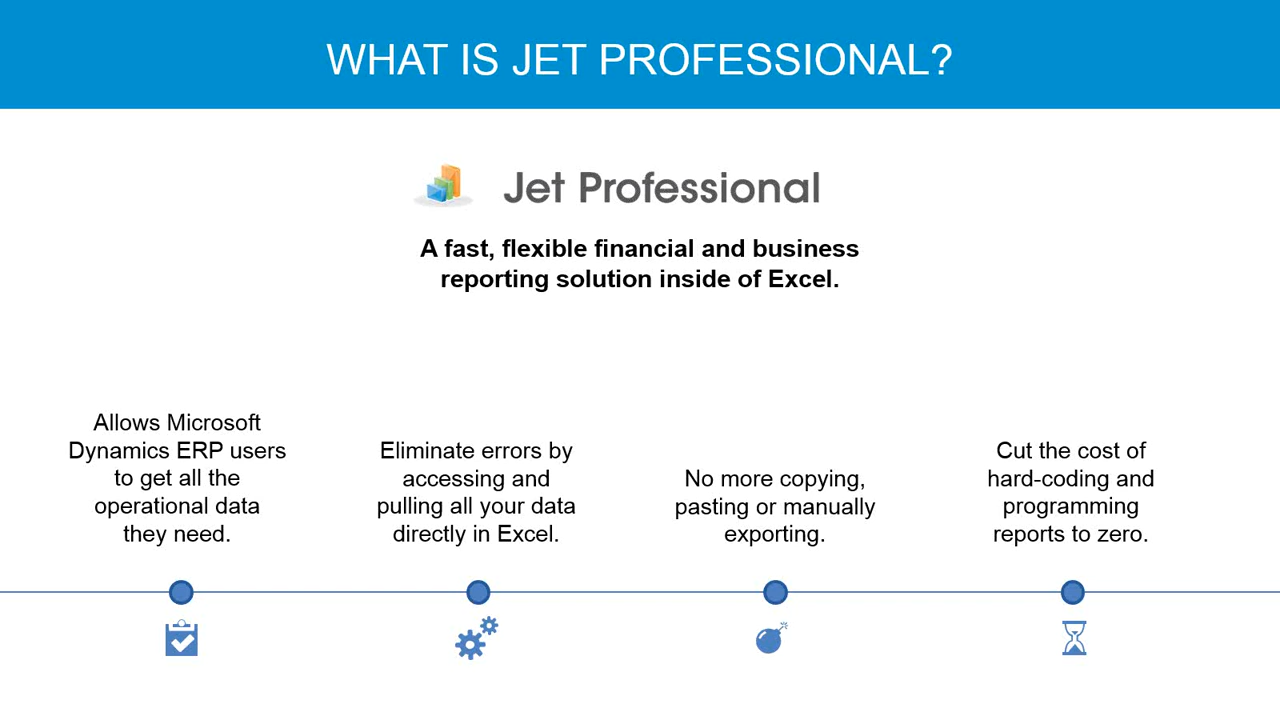 WHAT IS JET PROFESSIONAL?
Jet Professional
A fast, flexible financial and business
reporting solution inside of Excel.
Allows Microsoft
Dynamics ERP users
to get all the
operational data
they need.
Eliminate errors by
accessing and
pulling all your data
directly in Excel.
No more copying,
pasting or manually
exporting.
Cut the cost of
hard-coding and
programming
reports to zero.